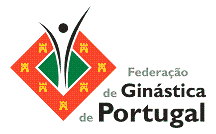 Federação
de Ginástica
de Portugal